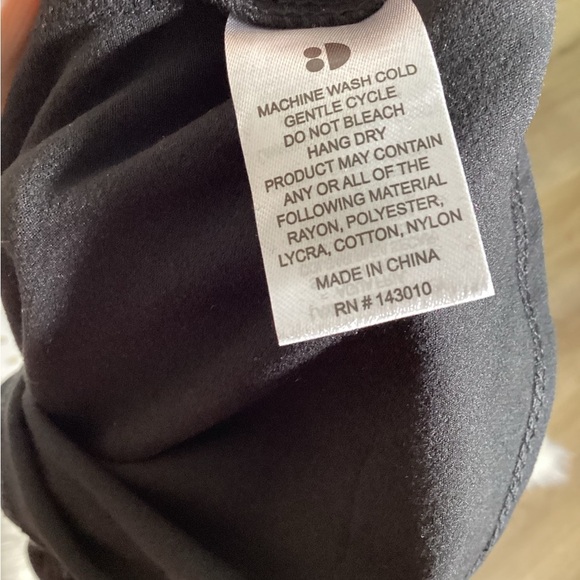 MACHINE WASH COLD
GENTLE CYCLE
DO NOT BLEACH
HANG DRY
PRODUCT MAY CONTAIN
ANY OR ALL OF THE
FOLLOWING MATERIAL
RAYON, POLYESTER,
LYCRA, COTTON, NYLON
MADE IN CHINA
RN # 143010